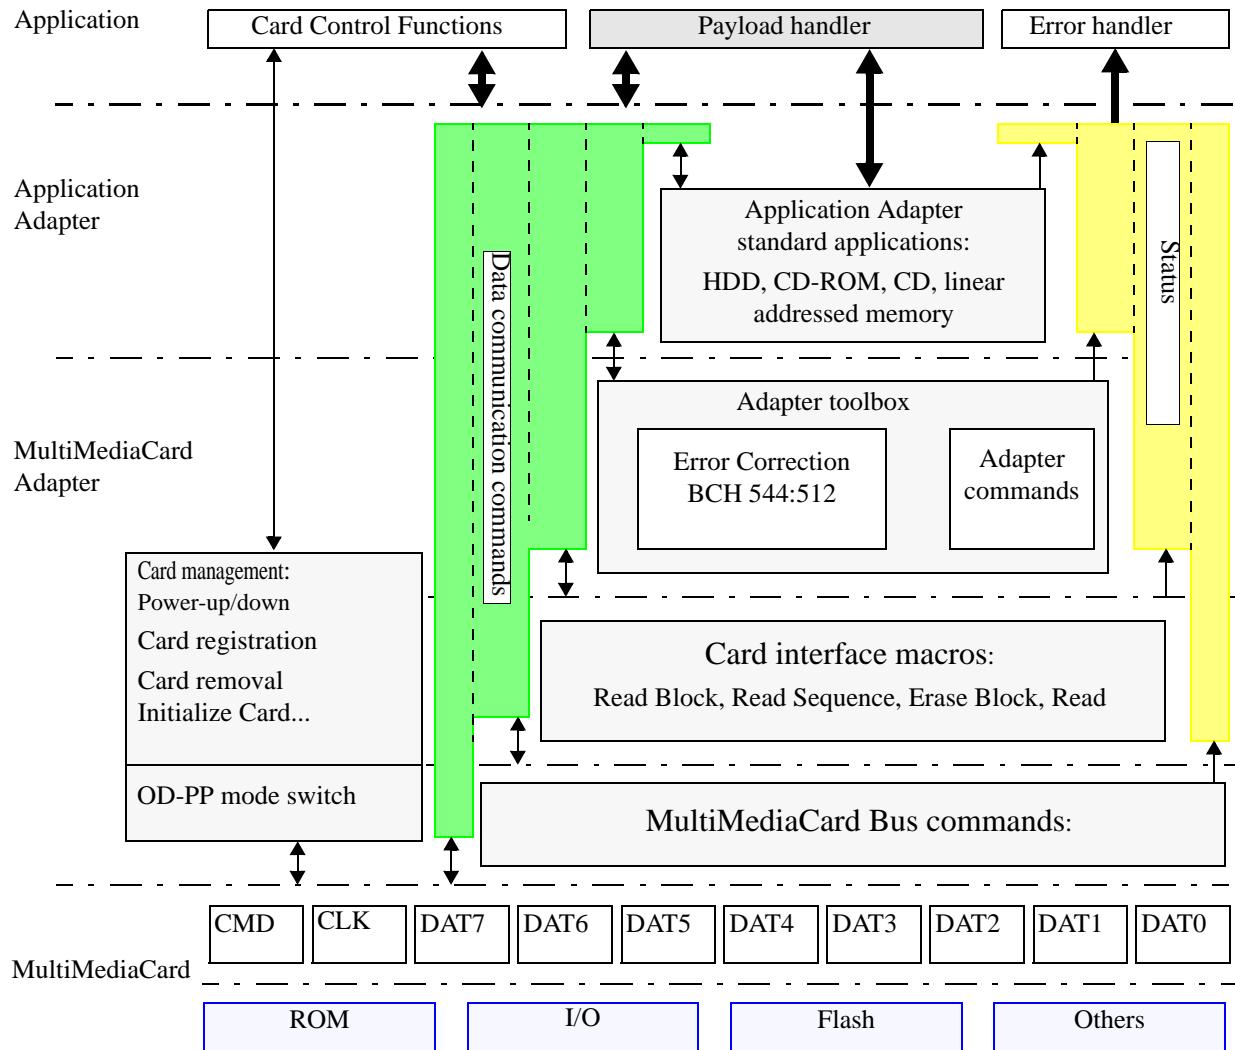 Application
Card Control Functions
Payload handler
Error handler
Application
Adapter
Data communication commands
Application Adapter
standard applications:
HDD, CD-ROM, CD, linear
addressed memory
Status
MultiMediaCard
Adapter
Adapter toolbox
Error Correction
BCH 544:512
Adapter
commands
Card management:
Power-up/down
Card registration
Card removal
Initialize Card...
Card interface macros:
Read Block, Read Sequence, Erase Block, Read
OD-PP mode switch
MultiMediaCard Bus commands:
CMD
CLK
DAT7
DAT6
DAT5
DAT4
DAT3
DAT2
DAT1
DAT0
MultiMediaCard
ROM
I/O
Flash
Others